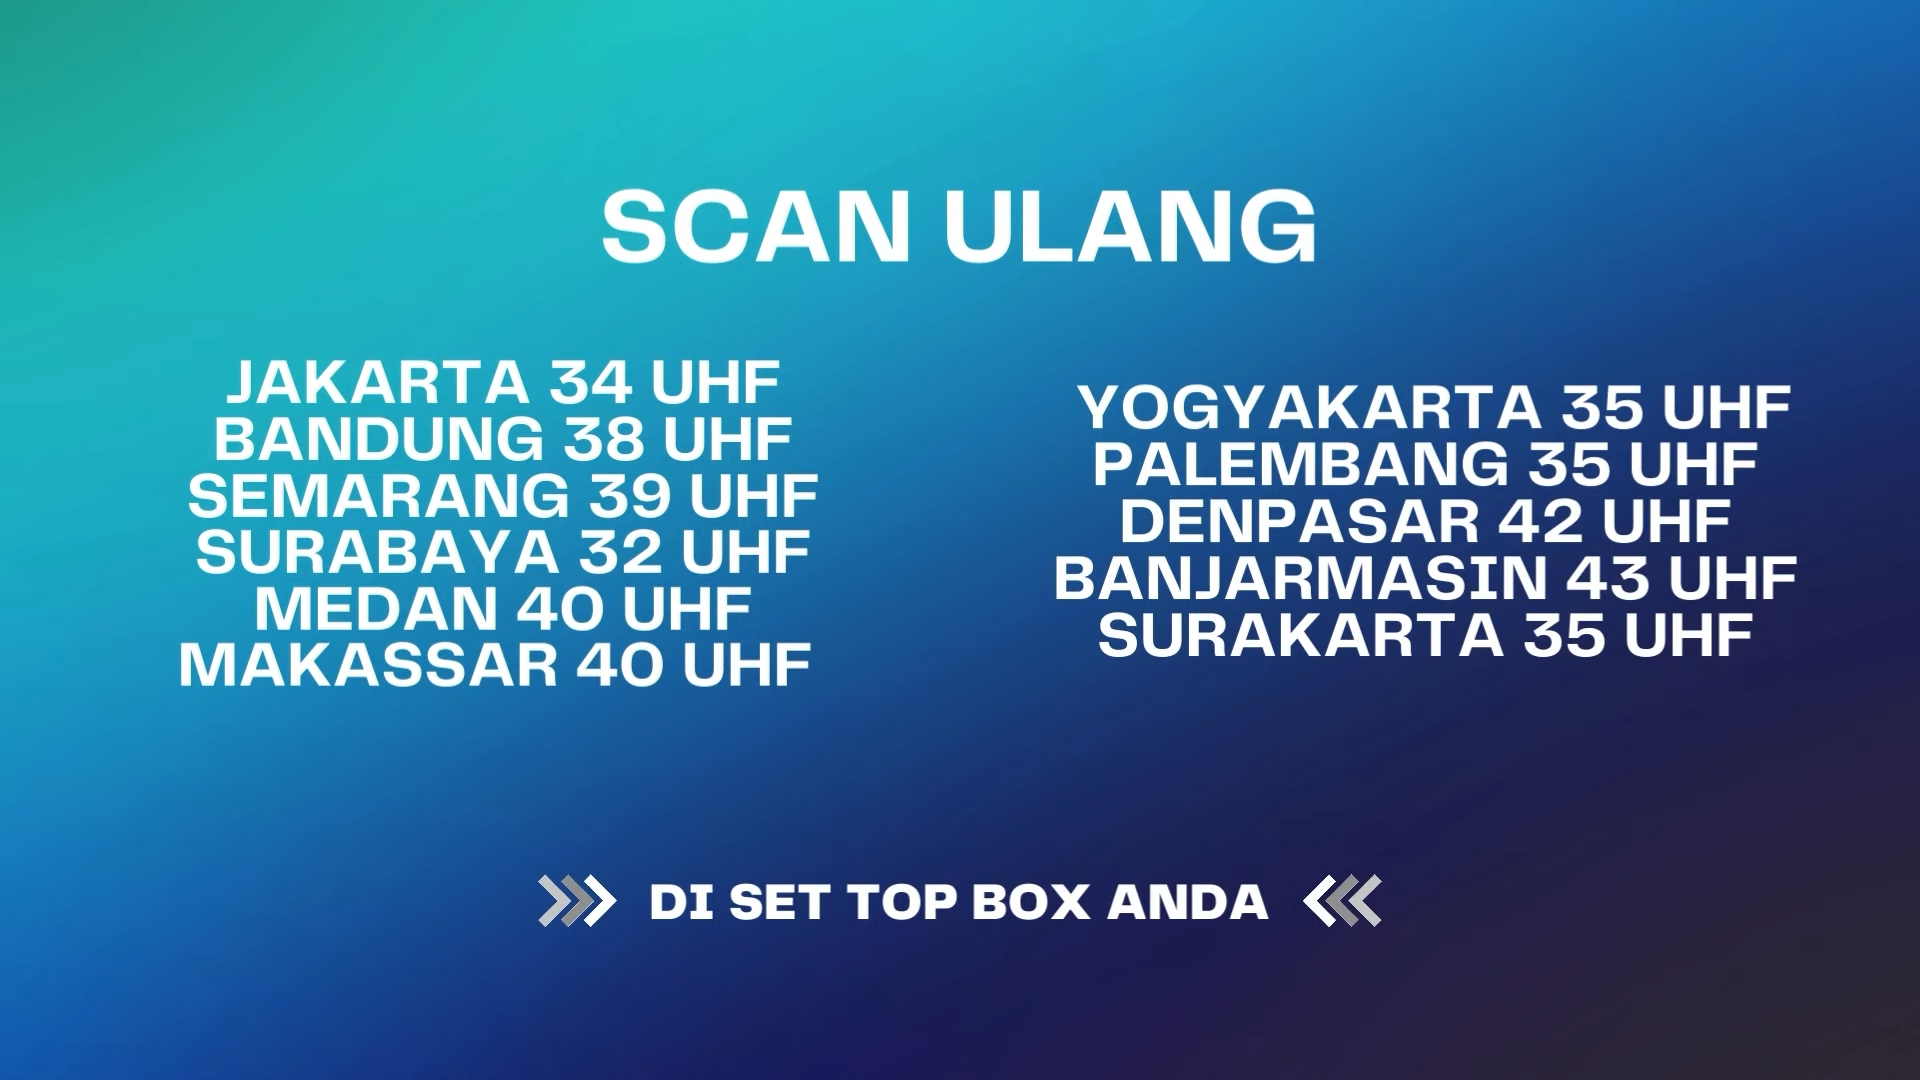 SCAN ULANG
JAKARTA 34 UHF
BANDUNG 38 UHF
SEMARANG 39 UHF
SURABAYA 32 UHF
MEDAN 40 UHF
MAKASSAR 40 UHF
YOGYAKARTA 35 UHF
PALEMBANG 35 UHF
DENPASAR 42 UHF
BANJARMASIN 43 UHF
SURAKARTA 35 UHF
DI SET TOP BOX ANDA